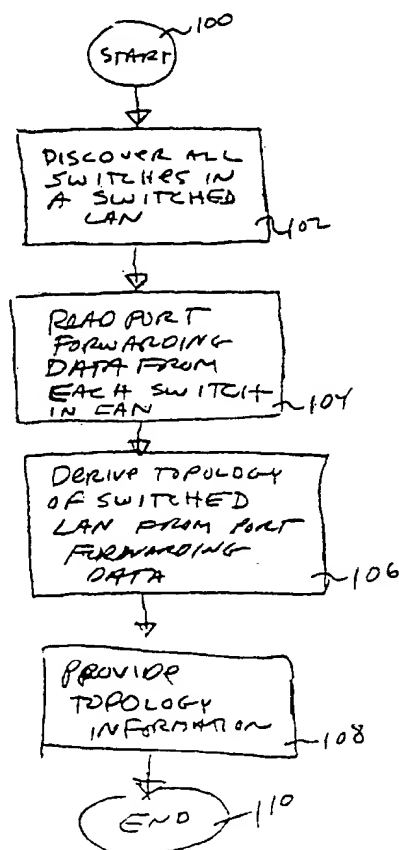 100
START
DISCOVER ALL
SWITCHES IN
A SWITCHED
LAN
102
READ PORT
FORWARDING
DATA FROM
EACH SWITCH
IN LAN
104
DERIVE TOPOLOGY
OF SWITCHED
LAN FROM PORT
FORWARDING
DATA
106
PROVIDE
TOPOLOGY
INFORMATION
108
END
110